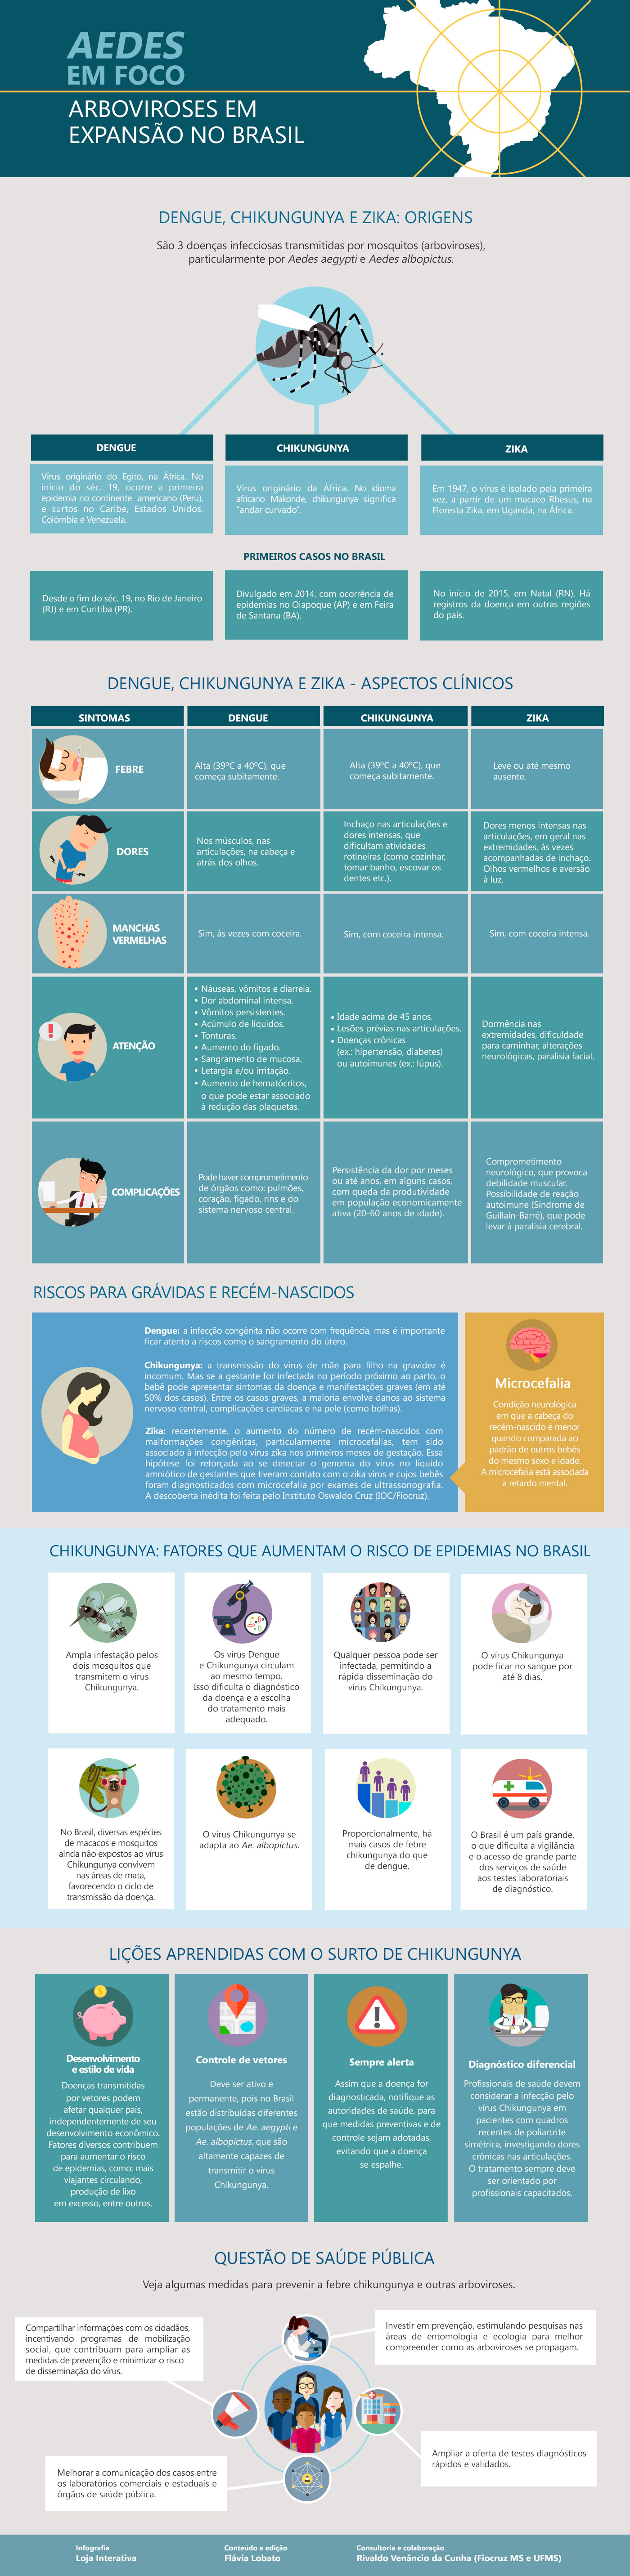 AEDES
EM FOCO
ARBOVIROSES EM
EXPANSÃO NO BRASIL
DENGUE, CHIKUNGUNYA E ZIKA: ORIGENS
São 3 doenças infecciosas transmitidas por mosquitos (arboviroses),
particularmente por Aedes aegypti e Aedes albopictus.
DENGUE
Vírus originário do Egito, na África. No
início do séc. 19, ocorre a primeira
epidemia no continente americano (Peru),
e surtos no Caribe, Estados Unidos,
Colômbia e Venezuela.
CHIKUNGUNYA
Vírus originário da África. No idioma
africano Makonde, chikungunya significa
"andar curvado".
ZIKA
Em 1947, o vírus é isolado pela primeira
vez, a partir de um macaco Rhesus, na
Floresta Zika, em Uganda, na África.
PRIMEIROS CASOS NO BRASIL
Desde o fim do séc. 19, no Rio de Janeiro
(RJ) e em Curitiba (PR).
Divulgado em 2014, com ocorrência de
epidemias no Oiapoque (AP) e em Feira
de Santana (BA).
No início de 2015, em Natal (RN). Há
registros da doença em outras regiões
do país.
DENGUE, CHIKUNGUNYA E ZIKA - ASPECTOS CLÍNICOS
SINTOMAS
DENGUE
CHIKUNGUNYA
ZIKA
FEBRE
Alta (39ºC a 40ºC), que
começa subitamente.
Alta (39ºC a 40ºC), que
começa subitamente.
Leve ou até mesmo
ausente.
DORES
Nos músculos, nas
articulações, na cabeça e
atrás dos olhos.
Inchaço nas articulações e
dores intensas, que
dificultam atividades
rotineiras (como cozinhar,
tomar banho, escovar os
dentes etc.).
Dores menos intensas nas
articulações, em geral nas
extremidades, às vezes
acompanhadas de inchaço.
Olhos vermelhos e aversão
à luz.
MANCHAS
VERMELHAS
Sim, às vezes com coceira.
Sim, com coceira intensa.
Sim, com coceira intensa.
ATENÇÃO
• Náuseas, vômitos e diarreia.
• Dor abdominal intensa.
• Vômitos persistentes.
• Acúmulo de líquidos.
• Tonturas.
• Aumento do fígado.
• Sangramento de mucosa.
• Letargia e/ou irritação.
• Aumento de hematócritos,
o que pode estar associado
à redução das plaquetas.
• Idade acima de 45 anos.
• Lesões prévias nas articulações.
• Doenças crônicas
(ex.: hipertensão, diabetes)
ou autoimunes (ex.: lúpus).
Dormência nas
extremidades, dificuldade
para caminhar, alterações
neurológicas, paralisia facial.
COMPLICAÇÕES
Pode haver comprometimento
de órgãos como: pulmões,
coração, fígado, rins e do
sistema nervoso central.
Persistência da dor por meses
ou até anos, em alguns casos,
com queda da produtividade
em população economicamente
ativa (20-60 anos de idade).
Comprometimento
neurológico, que provoca
debilidade muscular.
Possibilidade de reação
autoimune (Síndrome de
Guillain-Barré), que pode
levar à paralisia cerebral.
RISCOS PARA GRÁVIDAS E RECÉM-NASCIDOS
Dengue: a infecção congênita não ocorre com frequência, mas é importante
ficar atento a riscos como o sangramento do útero.
Chikungunya: a transmissão do vírus de mãe para filho na gravidez é
incomum. Mas se a gestante for infectada no período próximo ao parto, o
bebê pode apresentar sintomas da doença e manifestações graves (em até
50% dos casos). Entre os casos graves, a maioria envolve danos ao sistema
nervoso central, complicações cardíacas e na pele (como bolhas).
Zika: recentemente, o aumento do número de recém-nascidos com
malformações congênitas, particularmente microcefalias, tem sido
associado à infecção pelo vírus zika nos primeiros meses de gestação. Essa
hipótese foi reforçada ao se detectar o genoma do vírus no líquido
amniótico de gestantes que tiveram contato com o zika vírus e cujos bebês
foram diagnosticados com microcefalia por exames de ultrassonografia.
A descoberta inédita foi feita pelo Instituto Oswaldo Cruz (IOC/Fiocruz).
Microcefalia
Condição neurológica
em que a cabeça do
recém-nascido é menor
quando comparada ao
padrão de outros bebês
do mesmo sexo e idade.
A microcefalia está associada
a retardo mental.
CHIKUNGUNYA: FATORES QUE AUMENTAM O RISCO DE EPIDEMIAS NO BRASIL
Ampla infestação pelos
dois mosquitos que
transmitem o vírus
Chikungunya.
Os vírus Dengue
e Chikungunya circulam
ao mesmo tempo.
Isso dificulta o diagnóstico
da doença e a escolha
do tratamento mais
adequado.
Qualquer pessoa pode ser
infectada, permitindo a
rápida disseminação do
vírus Chikungunya.
O vírus Chikungunya
pode ficar no sangue por
até 8 dias.
No Brasil, diversas espécies
de macacos e mosquitos
ainda não expostos ao vírus
Chikungunya convivem
nas áreas de mata,
favorecendo o ciclo de
transmissão da doença.
O vírus Chikungunya se
adapta ao Ae. albopictus.
Proporcionalmente, há
mais casos de febre
chikungunya do que
de dengue.
O Brasil é um país grande,
o que dificulta a vigilância
e o acesso de grande parte
dos serviços de saúde
aos testes laboratoriais
de diagnóstico.
LIÇÕES APRENDIDAS COM O SURTO DE CHIKUNGUNYA
Desenvolvimento
e estilo de vida
Doenças transmitidas
por vetores podem
afetar qualquer país,
independentemente de seu
desenvolvimento econômico.
Fatores diversos contribuem
para aumentar o risco
de epidemias, como: mais
viajantes circulando,
produção de lixo
em excesso, entre outros.
Controle de vetores
Deve ser ativo e
permanente, pois no Brasil
estão distribuídas diferentes
populações de Ae. aegypti e
Ae. albopictus, que são
altamente capazes de
transmitir o vírus
Chikungunya.
Sempre alerta
Assim que a doença for
diagnosticada, notifique as
autoridades de saúde, para
que medidas preventivas e de
controle sejam adotadas,
evitando que a doença
se espalhe.
Diagnóstico diferencial
Profissionais de saúde devem
considerar a infecção pelo
vírus Chikungunya em
pacientes com quadros
recentes de poliartrite
simétrica, investigando dores
crônicas nas articulações.
O tratamento sempre deve
ser orientado por
profissionais capacitados.
QUESTÃO DE SAÚDE PÚBLICA
Veja algumas medidas para prevenir a febre chikungunya e outras arboviroses.
Compartilhar informações com os cidadãos,
incentivando programas de mobilização
social, que contribuam para ampliar as
medidas de prevenção e minimizar o risco
de disseminação do vírus.
Investir em prevenção, estimulando pesquisas nas
áreas de entomologia e ecologia para melhor
compreender como as arboviroses se propagam.
Ampliar a oferta de testes diagnósticos
rápidos e validados.
Melhorar a comunicação dos casos entre
os laboratórios comerciais e estaduais e
órgãos de saúde pública.
Infografia
Loja Interativa
Conteúdo e edição
Flávia Lobato
Consultoria e colaboração
Rivaldo Venâncio da Cunha (Fiocruz MS e UFMS)